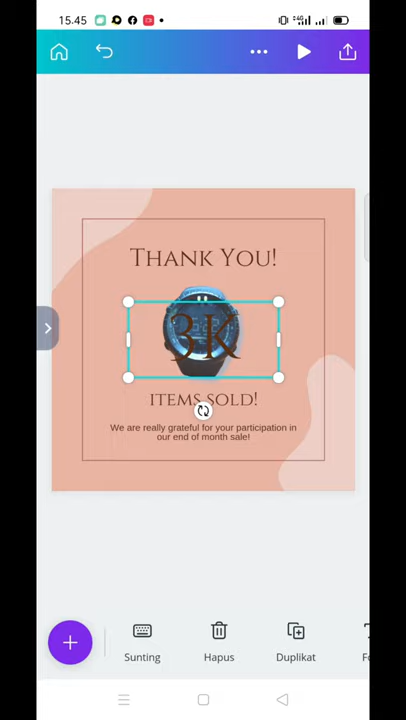 15.45
THANK YOU!
3K
ITEMS SOLD!
We are really grateful for your participation in
our end of month sale!
Sunting
Hapus
Duplikat
Fo